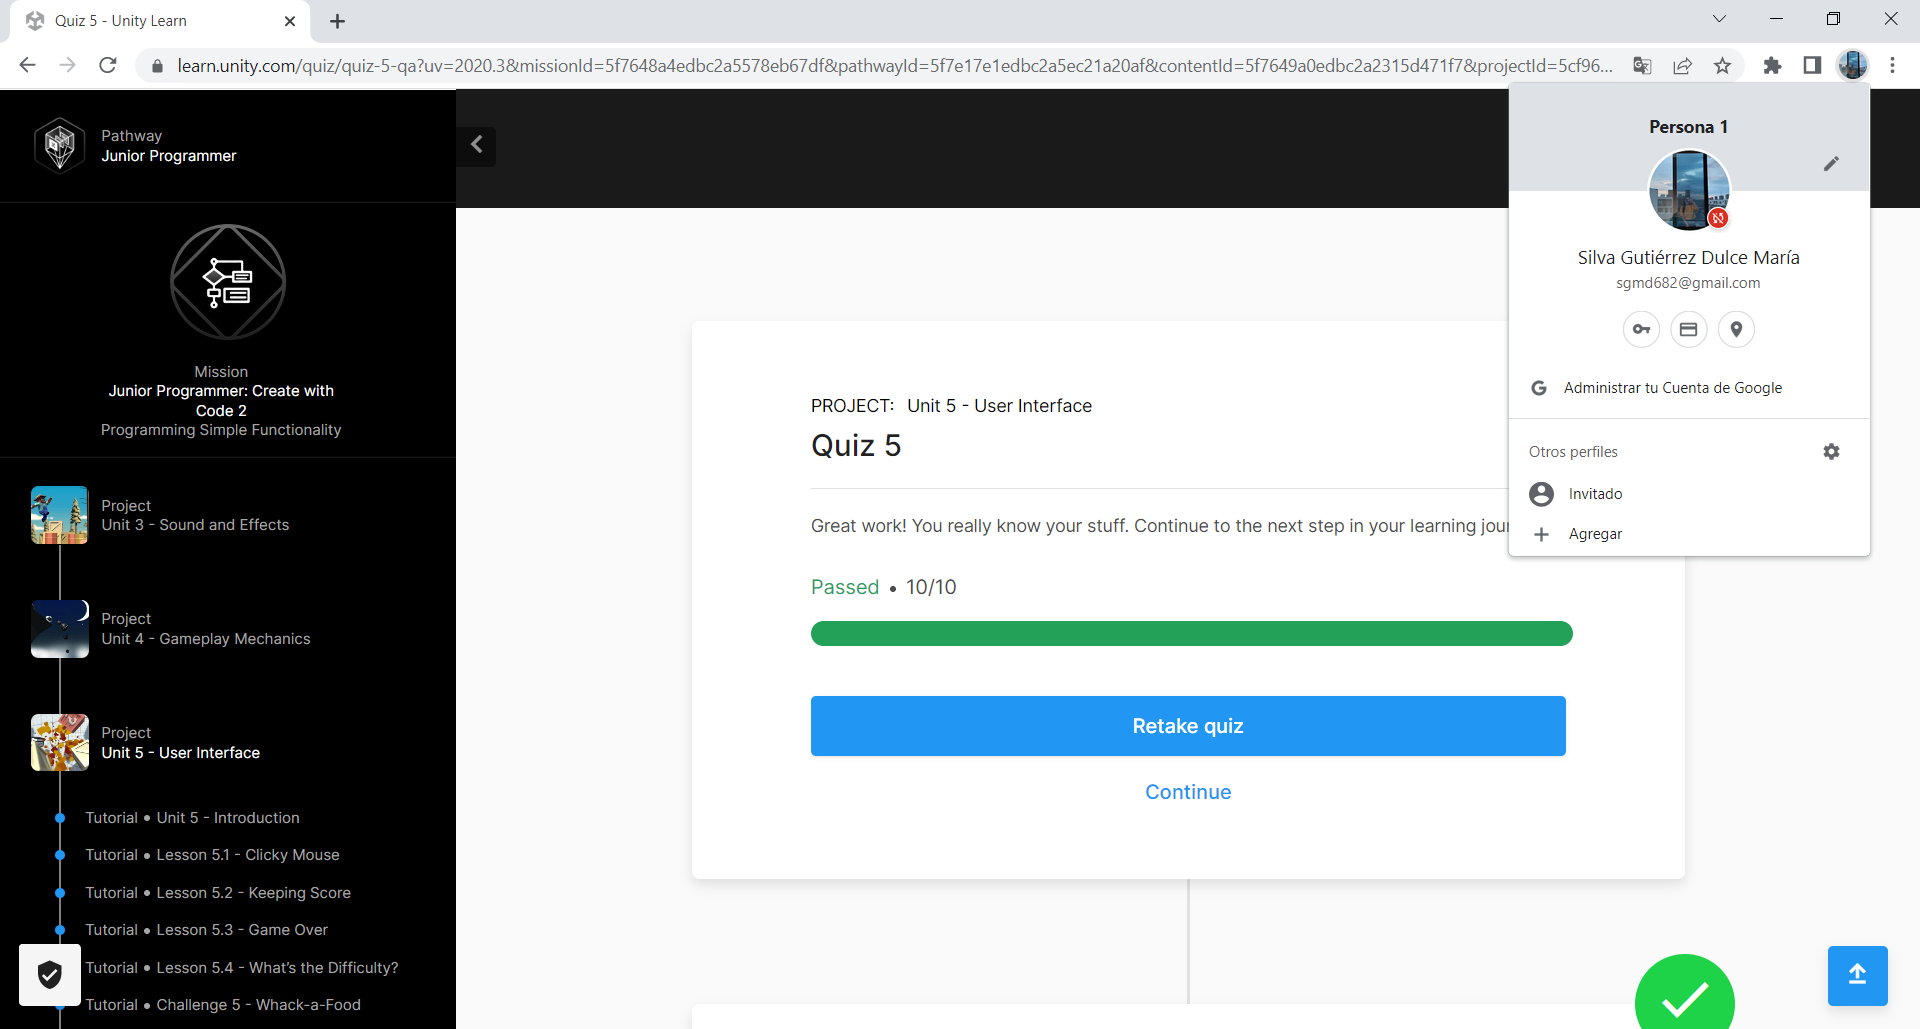 Quiz 5 - Unity Learn
learn.unity.com/quiz/quiz-5-qa?uv=2020.3&missionId=5f7648a4edbc2a5578eb67df&pathwayId=5f7e17e1edbc2a5ec21a20af&contentId=5f7649a0edbc2a2315d471f7&projectId=5cf96...
Pathway
Junior Programmer
Mission
Junior Programmer: Create with
Code 2
Programming Simple Functionality
Project
Unit 3 - Sound and Effects
Project
Unit 4 - Gameplay Mechanics
Project
Unit 5 - User Interface
Tutorial • Unit 5 - Introduction
Tutorial • Lesson 5.1 - Clicky Mouse
Tutorial • Lesson 5.2 - Keeping Score
Tutorial • Lesson 5.3 - Game Over
Tutorial • Lesson 5.4 - What's the Difficulty?
Tutorial • Challenge 5 - Whack-a-Food
PROJECT: Unit 5 - User Interface
Quiz 5
Great work! You really know your stuff. Continue to the next step in your learning jour
Passed • 10/10
Retake quiz
Continue
Persona 1
Silva Gutiérrez Dulce María
sgmd682@gmail.com
G Administrar tu Cuenta de Google
Otros perfiles
Invitado
Agregar